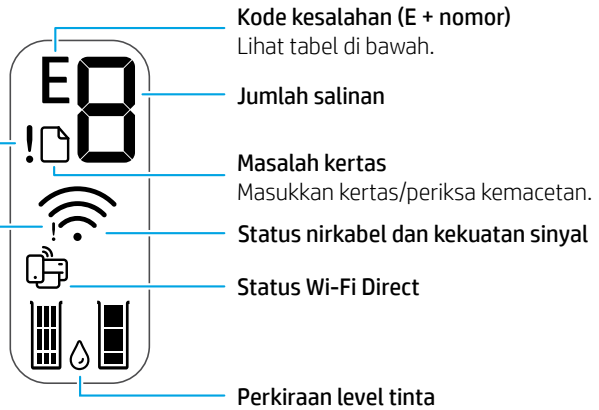 Kode kesalahan (E + nomor)
Lihat tabel di bawah.
E8
Jumlah salinan
!
Masalah kertas
Masukkan kertas/periksa kemacetan.
!
Status nirkabel dan kekuatan sinyal
Status Wi-Fi Direct
Perkiraan level tinta